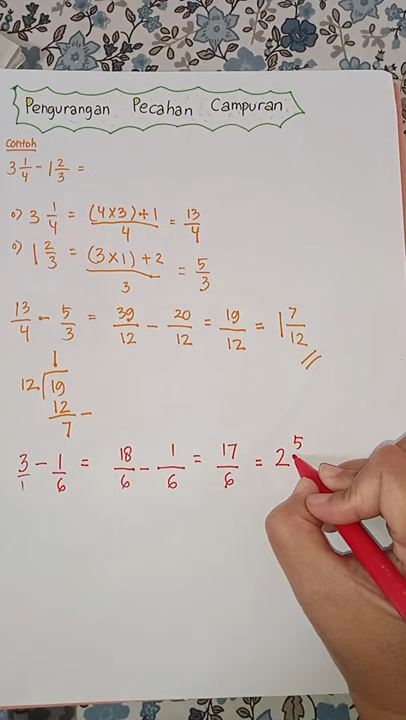 Pengurangan Pecahan Campuran
Contoh
3 1/4 - 1 2/3 =
°) 3 1/4 = (4×3)+1/4 = 13/4
°) 1 2/3 = (3×1)+2/3 = 5/3
13/4 - 5/3 = 39/12 - 20/12 = 19/12 = 1 7/12 //
1
12 19
12 -
7
3/1 - 1/6 = 18/6 - 1/6 = 17/6 = 2 5